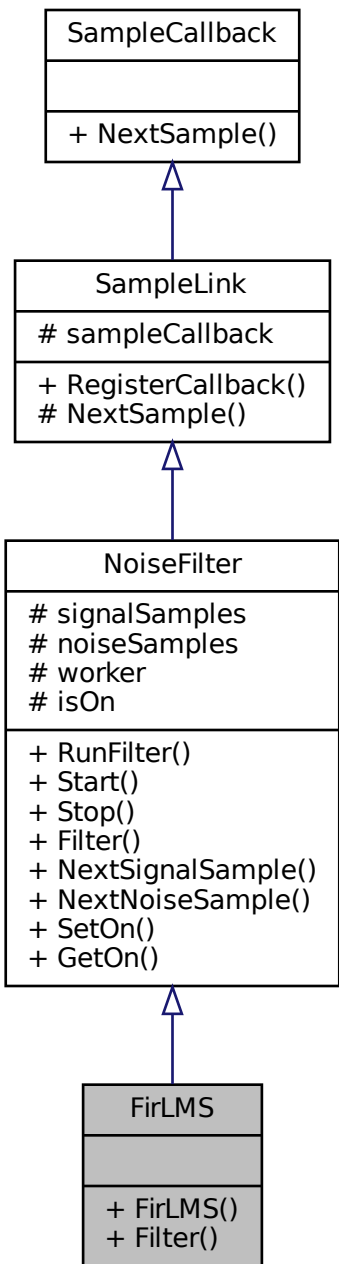 SampleCallback
+ NextSample()
SampleLink
# sampleCallback
+ RegisterCallback()
# NextSample()
NoiseFilter
# signalSamples
# noiseSamples
# worker
# isOn
+ RunFilter()
+ Start()
+ Stop()
+ Filter()
+ NextSignalSample()
+ NextNoiseSample()
+ SetOn()
+ GetOn()
FirLMS
+ FirLMS()
+ Filter()